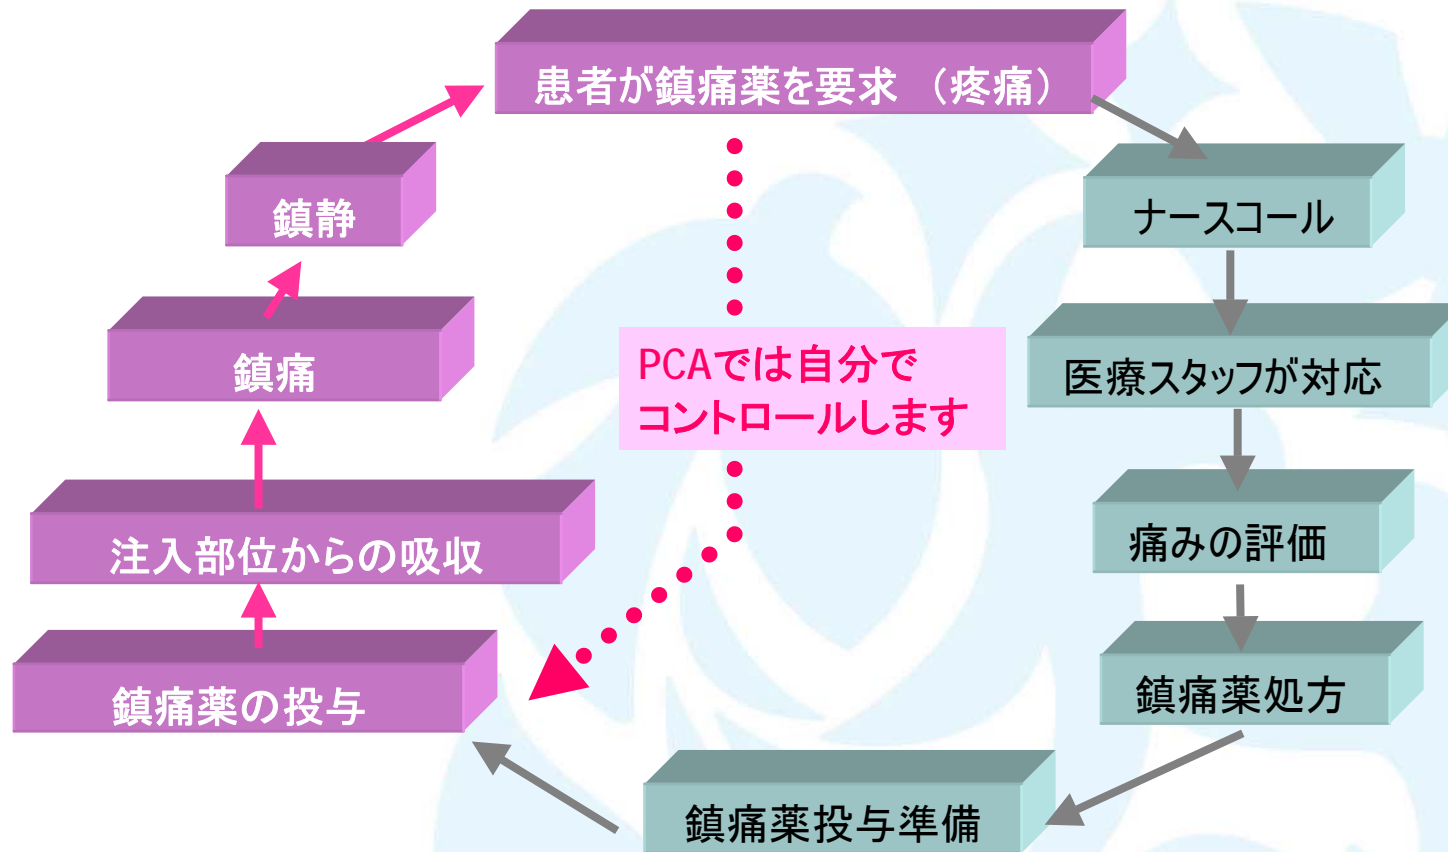 患者が鎮痛薬を要求 （疼痛）
鎮静
ナースコール
鎮痛
PCAでは自分で
コントロールします
医療スタッフが対応
注入部位からの吸収
痛みの評価
鎮痛薬の投与
鎮痛薬処方
鎮痛薬投与準備